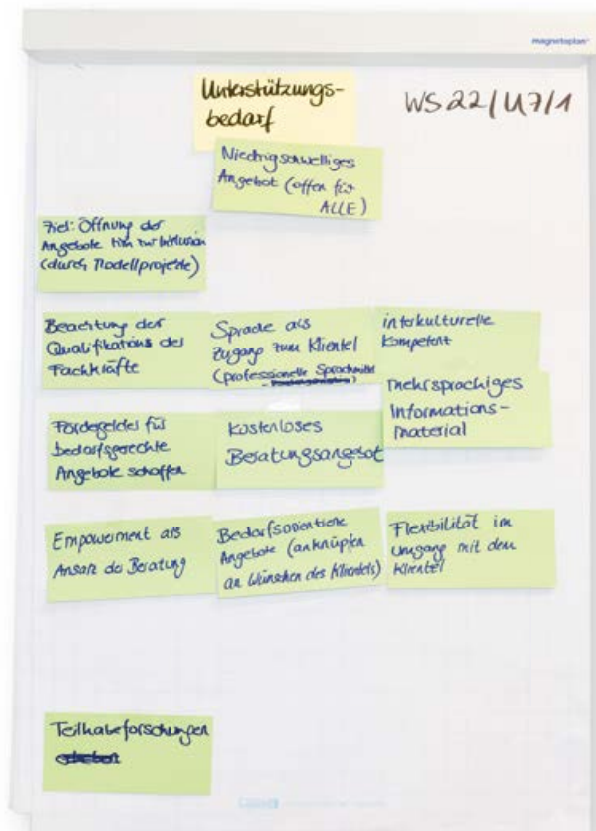 magnetoplan
Unterstützungs-
bedarf
WS22/U7/1
Niedrigschwelliges
Angebot (offen für
ALLE)
Ziel: Öffnung der
Angebote hin zur Inklusion
(durch Modellprojekte)
Beachtung der
Qualifikations der
Fachkräfte
Sprache als
Zugang zum Klientel
(professionelle Sprachmittler
interkulturelle
Kompetenz
mehrsprachiges
Informations-
material
Fördergelder für
bedarfsgerechte
Angebote schaffen
kostenloses
Beratungsangebot
Empowerment als
Ansatz der Beratung
Bedarfsorientierte
Angebote (anknüpfen
an Wünschen des Klientels)
Flexibilität im
Umgang mit dem
Klientel
Teilhabeforschungen